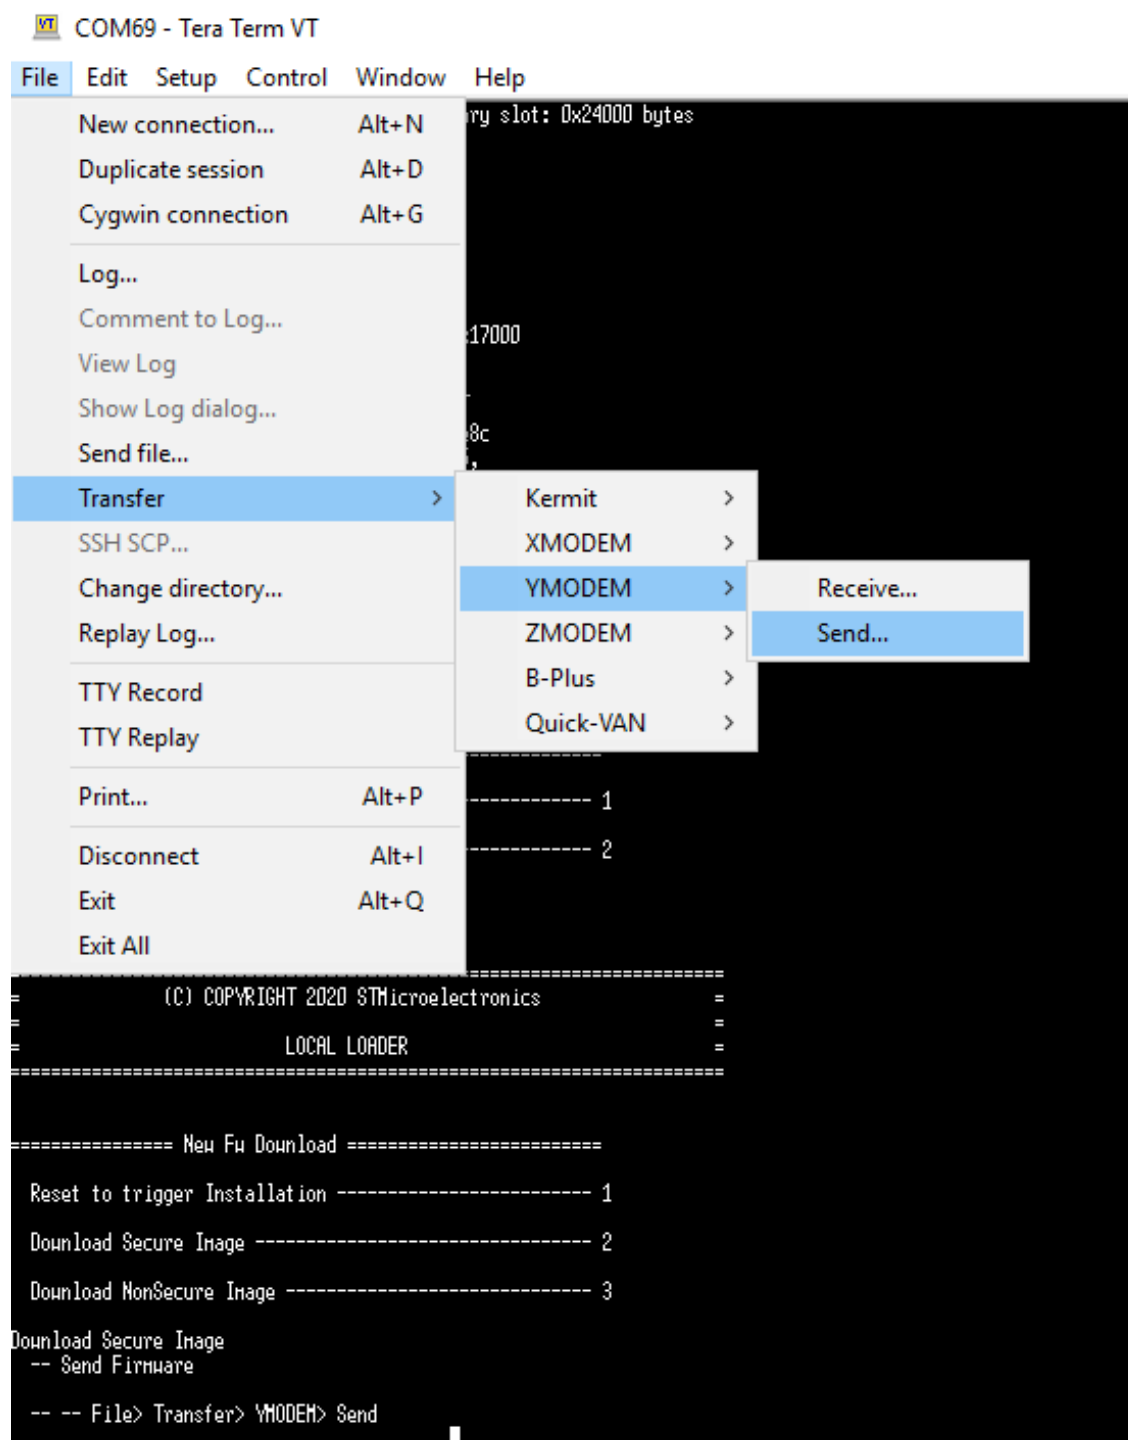 COM69 - Tera Term VT
File Edit Setup Control Window Help
ry slot: 0x24000 bytes
New connection... Alt+N
Duplicate session Alt+D
Cygwin connection Alt+G
Log...
Comment to Log...
17000
View Log
Show Log dialog...
8c
Send file...
Transfer >
SSH SCP...
Change directory...
Replay Log...
TTY Record
TTY Replay
Print... Alt+P
Disconnect Alt+I
Exit Alt+Q
Exit All
Kermit >
XMODEM >
YMODEM >
ZMODEM >
B-Plus >
Quick-VAN >
Receive...
Send...
------------- 
------------ 1
------------ 2
=========================
= (C) COPYRIGHT 2020 STMicroelectronics =
= =
= LOCAL LOADER =
======================================================================
================ New Fw Download =========================
Reset to trigger Installation ------------------------- 1
Download Secure Image --------------------------------- 2
Download NonSecure Image ------------------------------ 3
Download Secure Image
-- Send Firmware
-- -- File> Transfer> YMODEM> Send